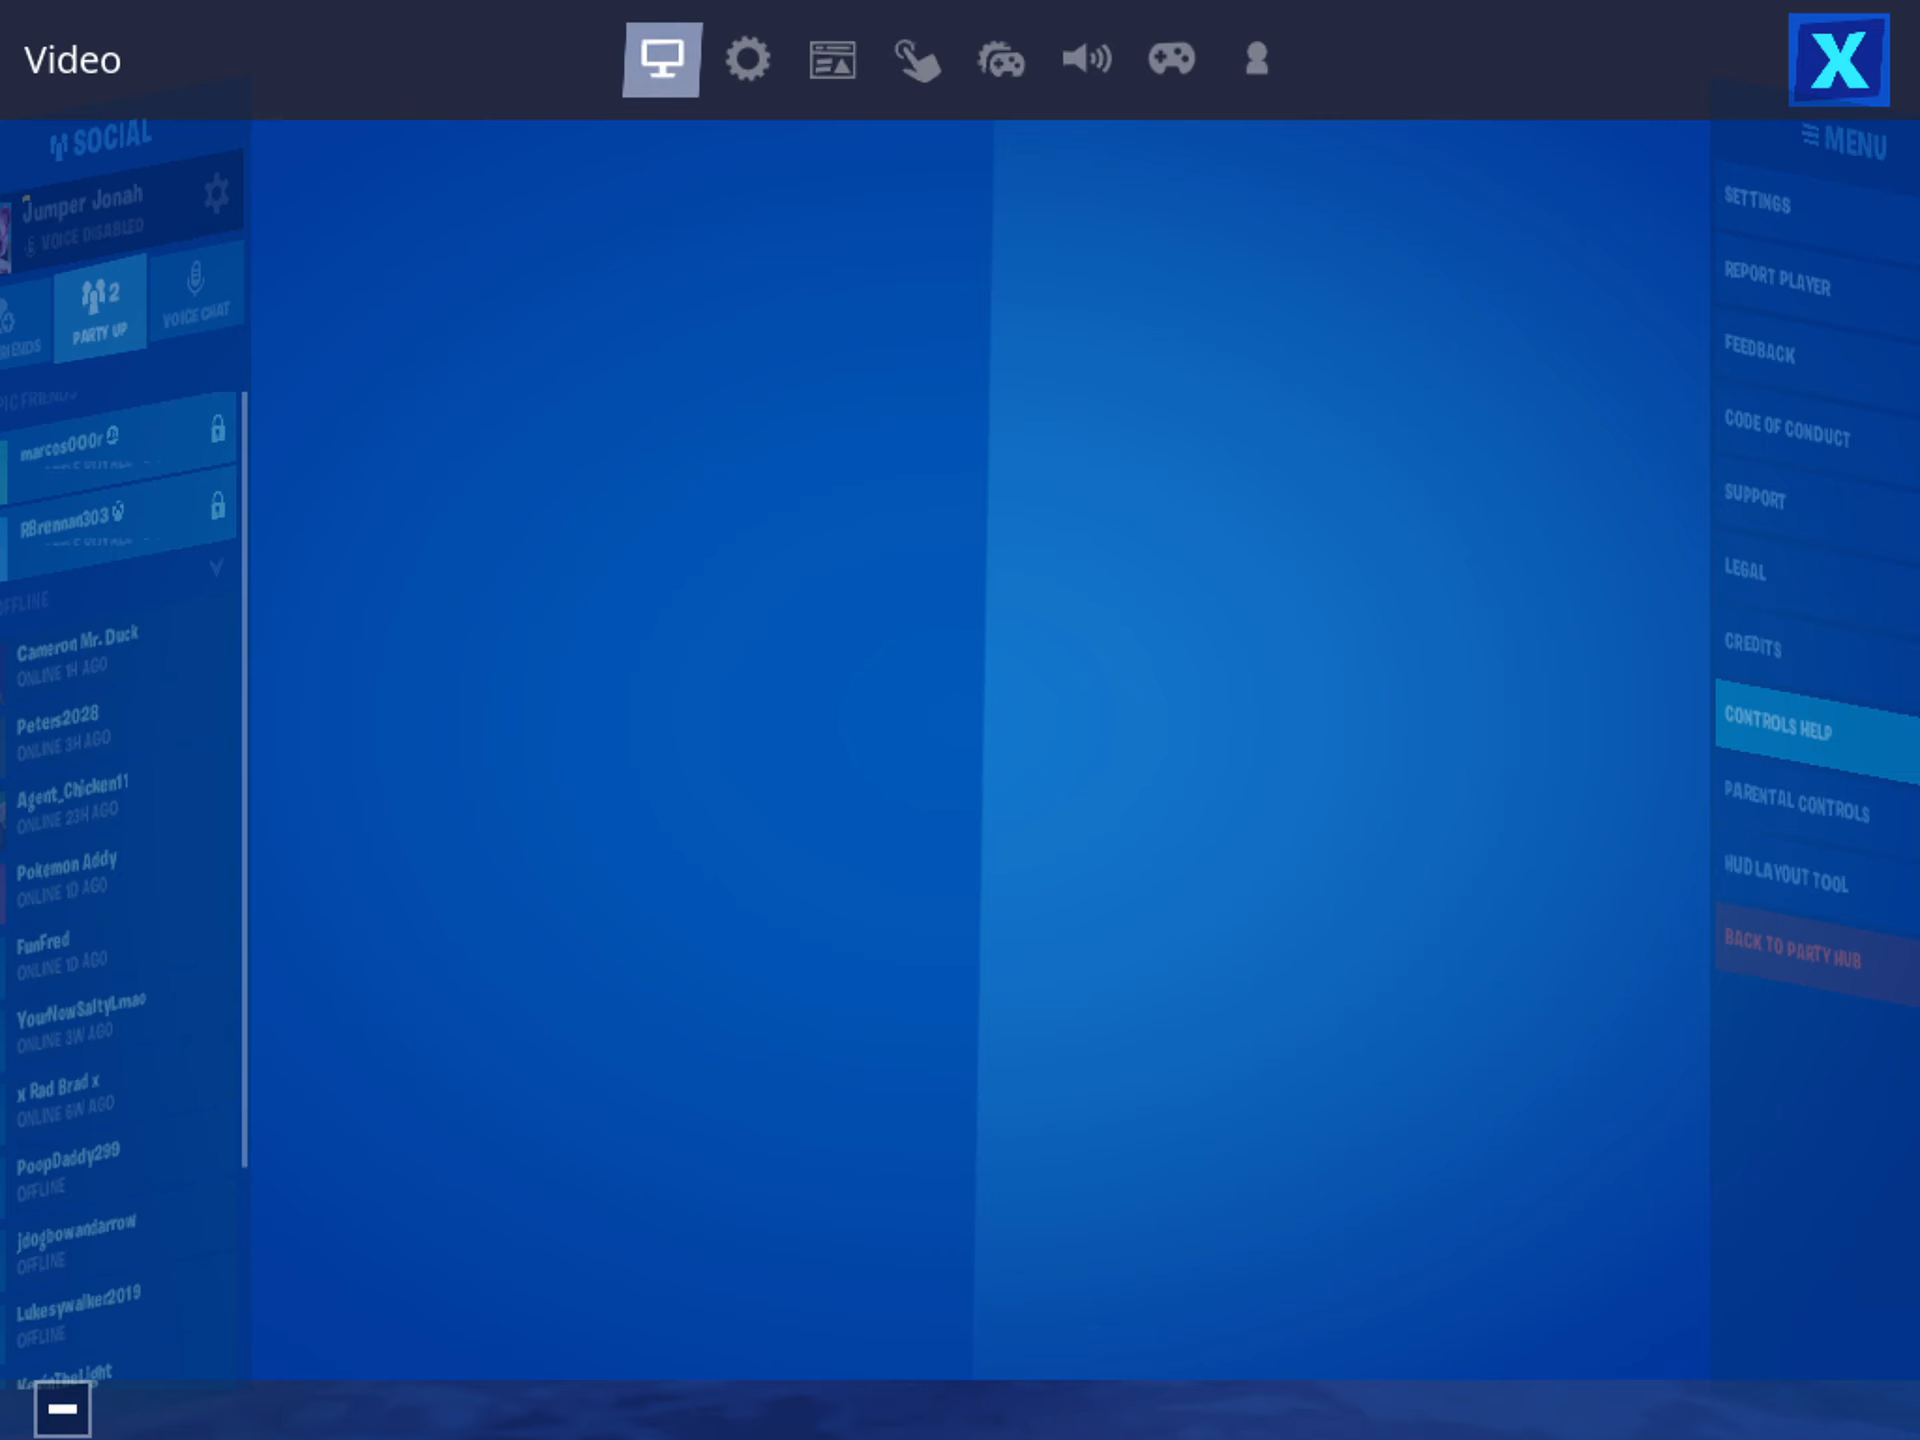 Video
X
SOCIAL
MENU
Jumper Jonah
VOICE DISABLED
2
PARTY UP
VOICE CHAT
marcos000r
RBrennan303
OFFLINE
Cameron Mr. Duck
ONLINE 1H AGO
Peters2028
ONLINE 3H AGO
Agent_Chicken11
ONLINE 23H AGO
Pokemon Addy
ONLINE 1D AGO
FunFred
ONLINE 1D AGO
YourNowSaltyLmao
ONLINE 3W AGO
x Rad Brad x
ONLINE 6W AGO
PoopDaddy299
OFFLINE
jdogbowandarrow
OFFLINE
Lukesywalker2019
OFFLINE
SETTINGS
REPORT PLAYER
FEEDBACK
CODE OF CONDUCT
SUPPORT
LEGAL
CREDITS
CONTROLS HELP
PARENTAL CONTROLS
HUD LAYOUT TOOL
BACK TO PARTY HUB